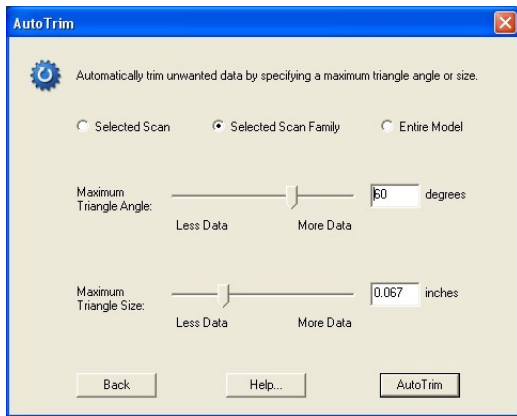 AutoTrim
Automatically trim unwanted data by specifying a maximum triangle angle or size.
Selected Scan Selected Scan Family Entire Model
Maximum
Triangle Angle:
60 degrees
Less Data More Data
Maximum
Triangle Size:
0.067 inches
Less Data More Data
Back Help... AutoTrim